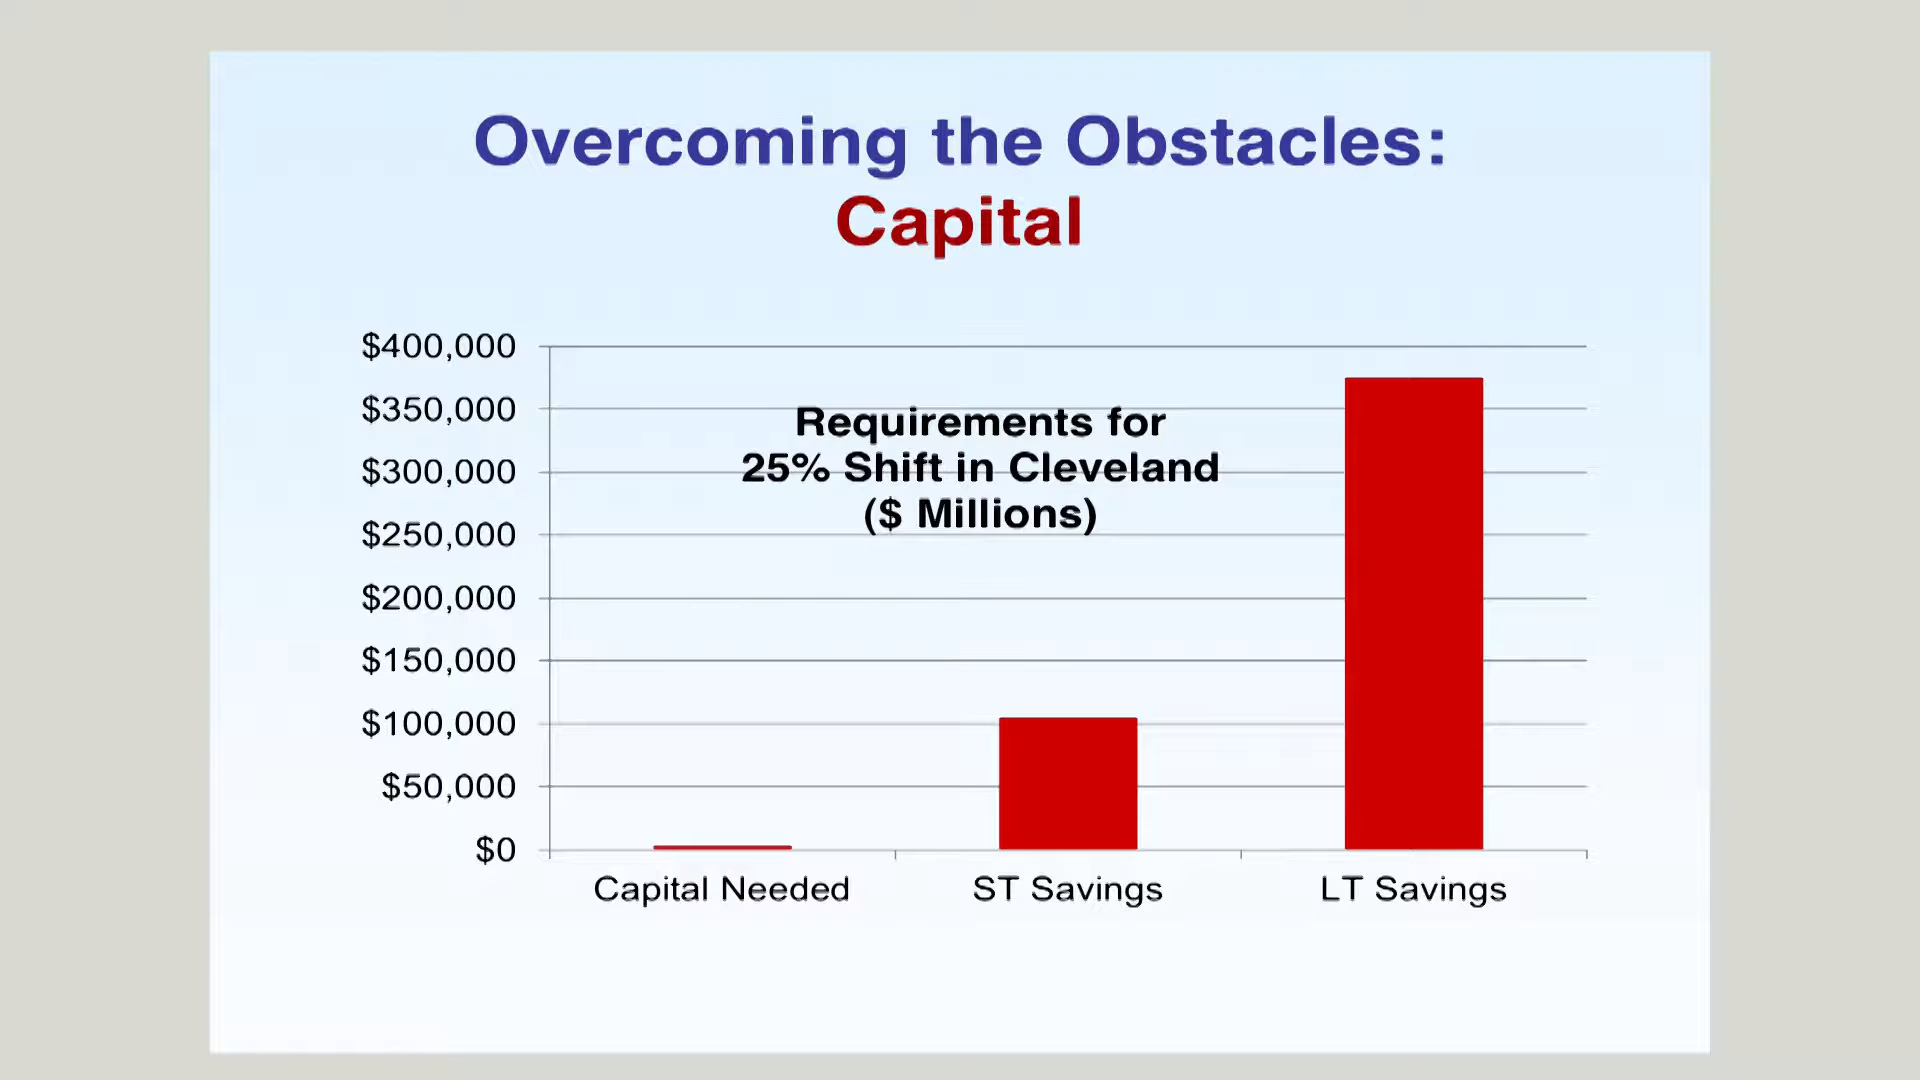 Overcoming the Obstacles:
Capital
$400,000
$350,000
$300,000
$250,000
$200,000
$150,000
$100,000
$50,000
$0
Requirements for
25% Shift in Cleveland
($ Millions)
Capital Needed
ST Savings
LT Savings